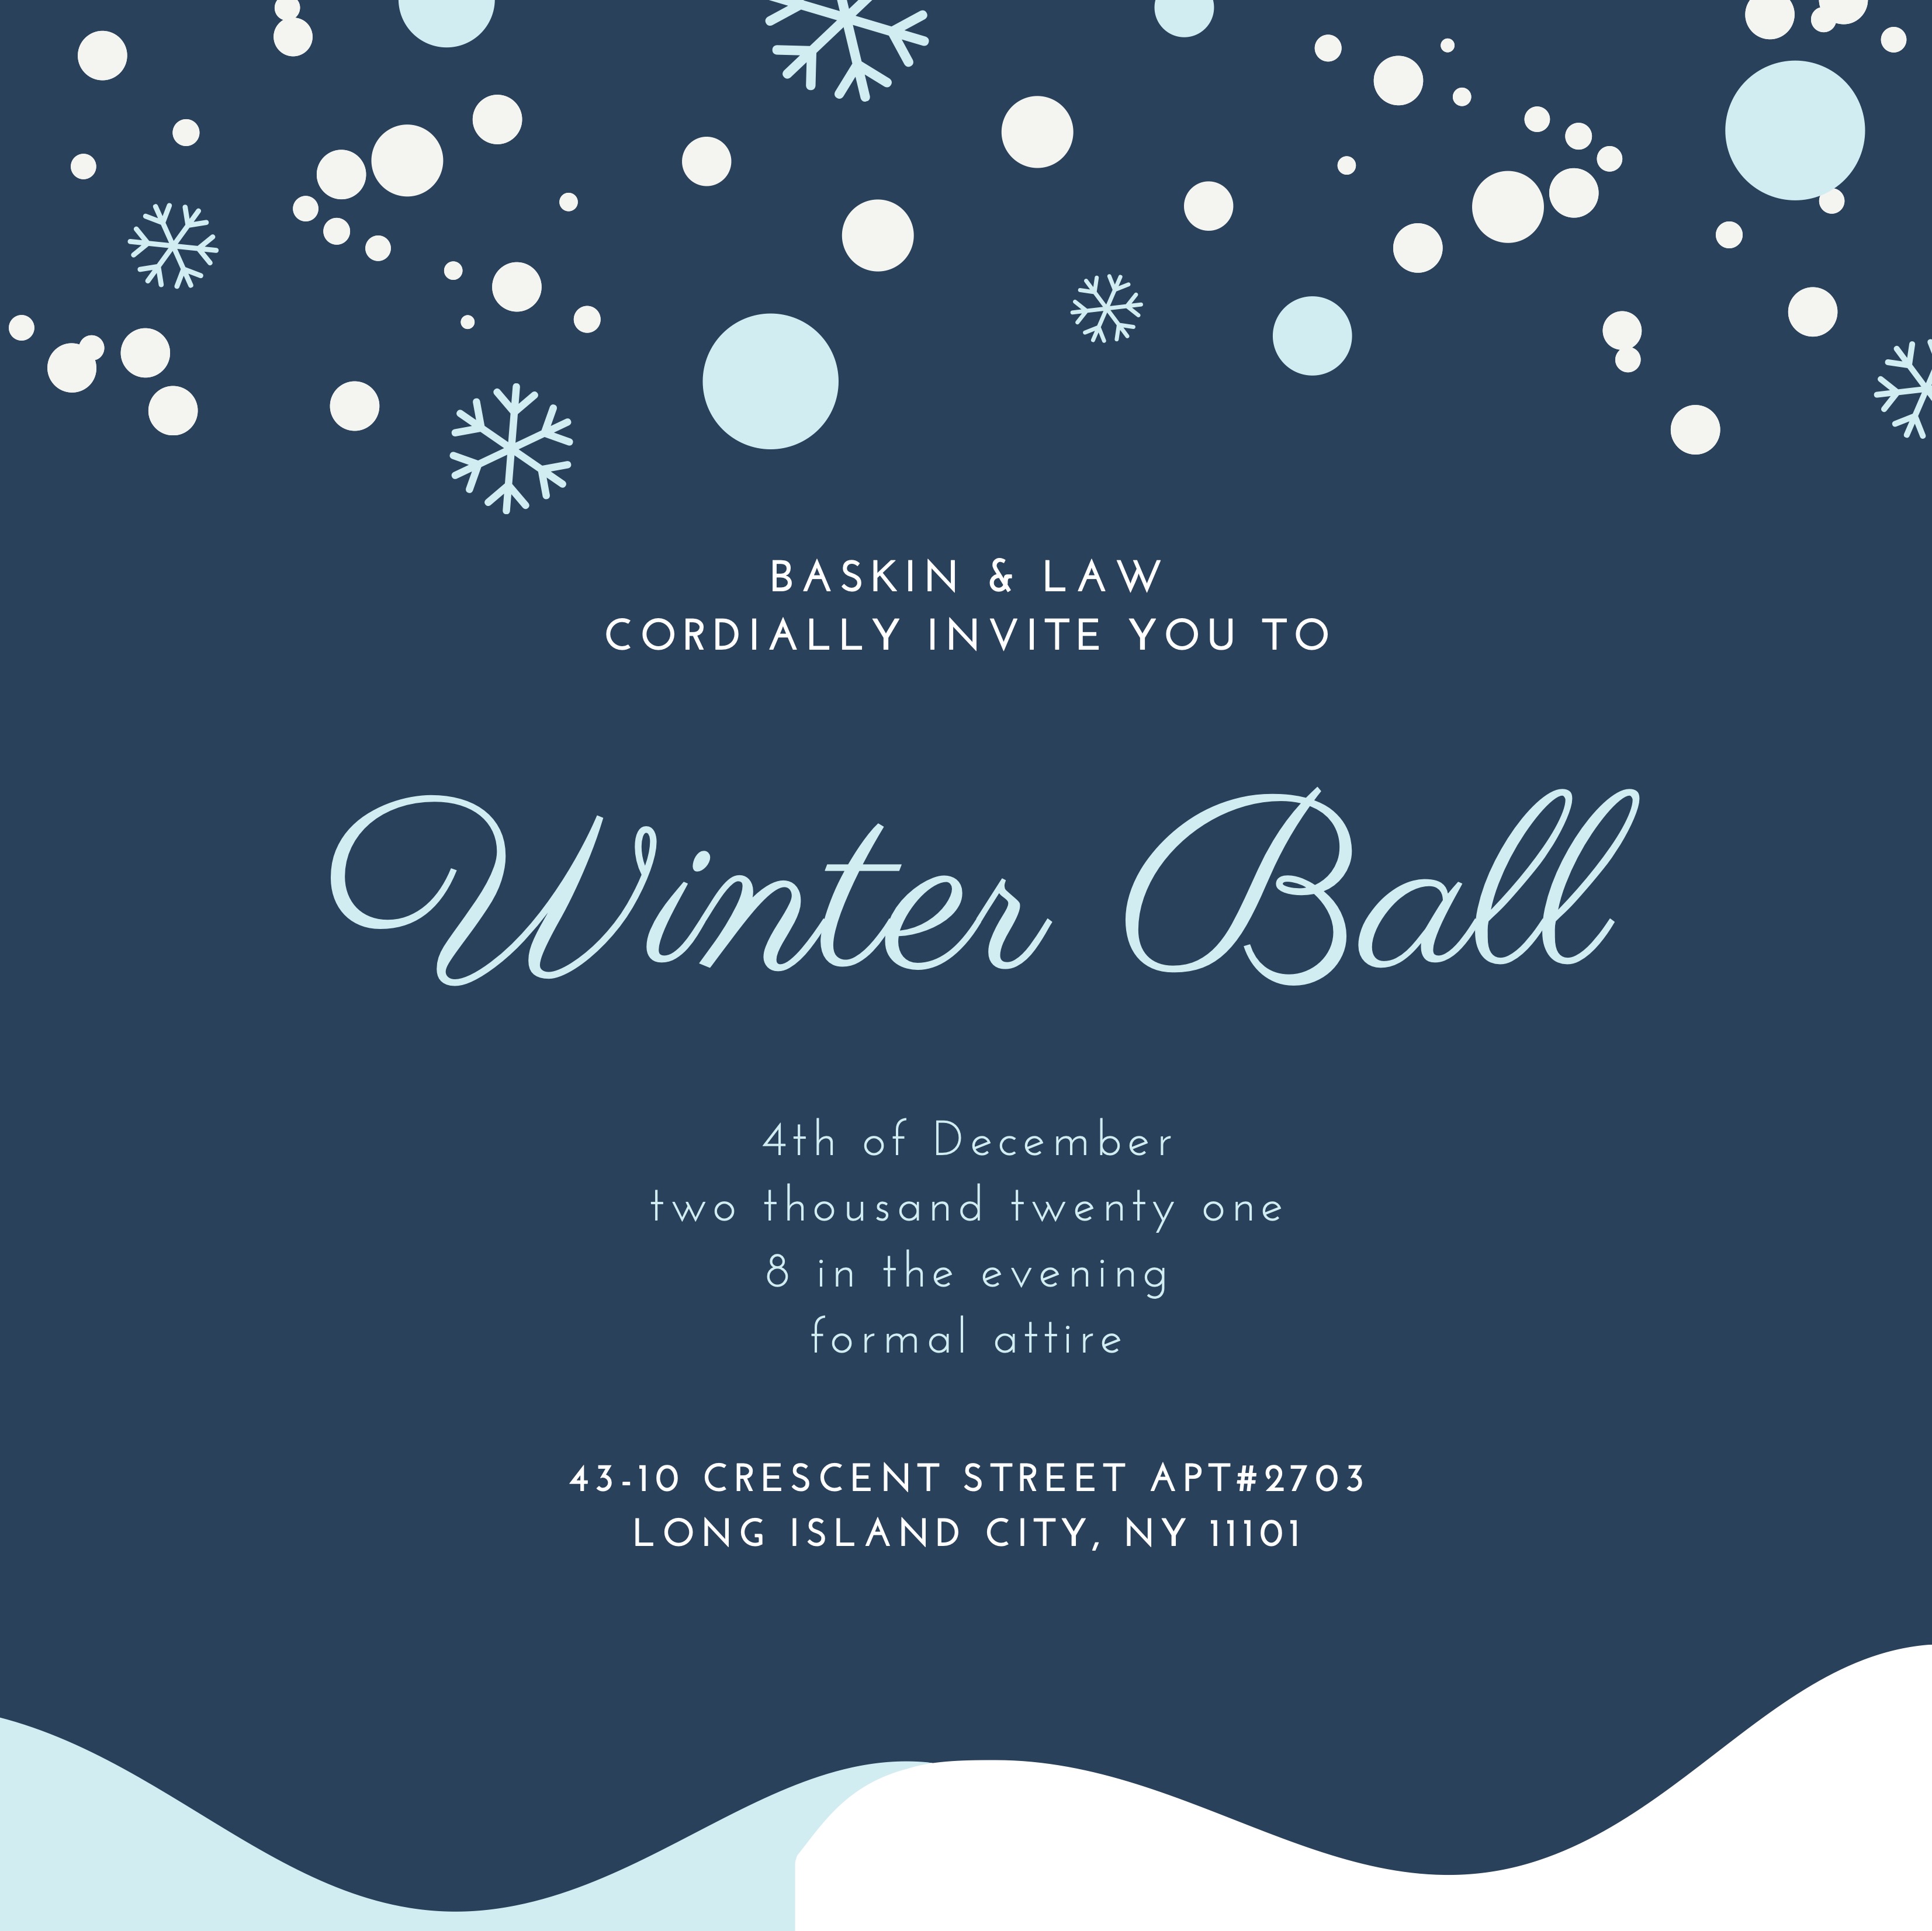 BASKIN & LAW
CORDIALLY INVITE YOU TO
Winter Ball
4th of December
two thousand twenty one
8 in the evening
formal attire
43-10 CRESCENT STREET APT#2703
LONG ISLAND CITY, NY 11101